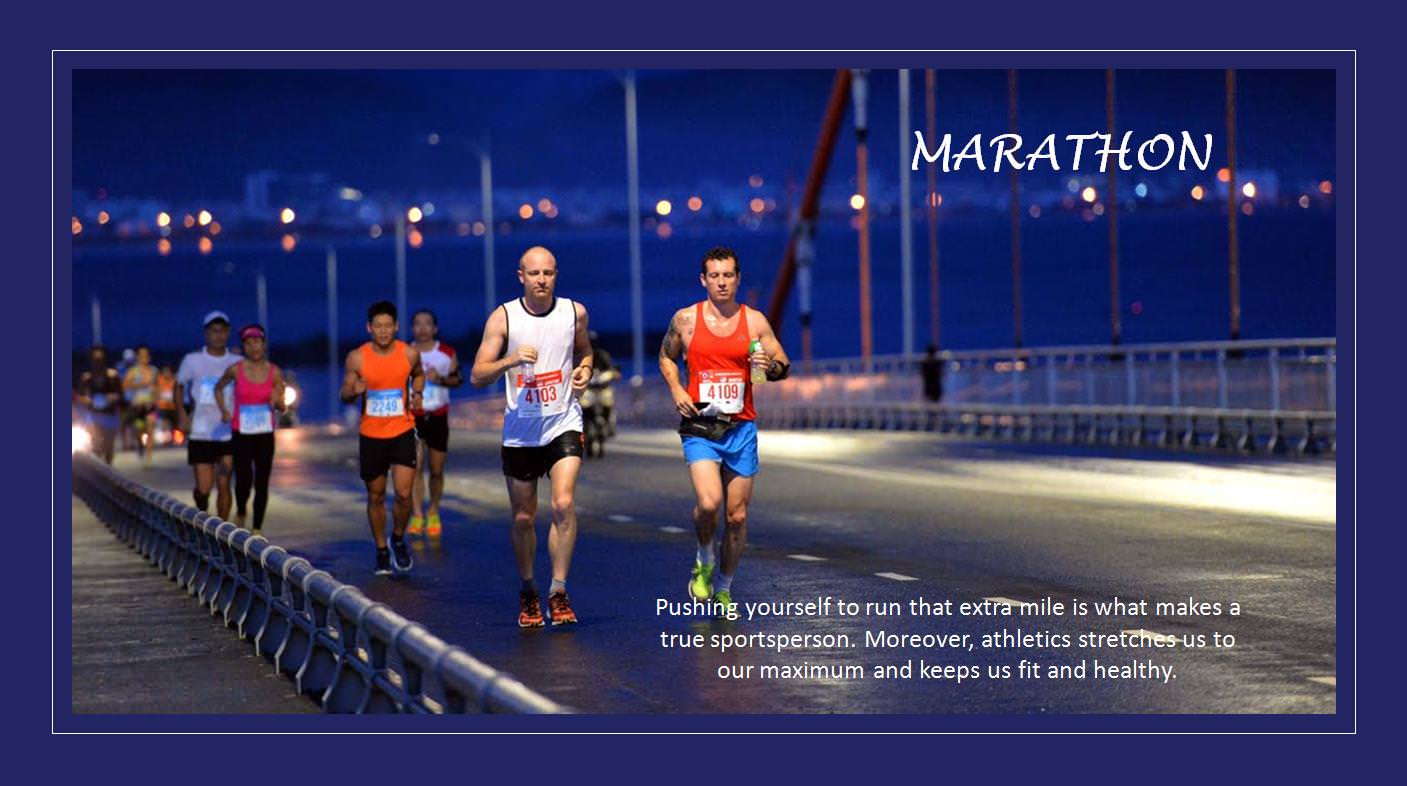 MARATHON
4103
4109
2249
Pushing yourself to run that extra mile is what makes a
true sportsperson. Moreover, athletics stretches us to
our maximum and keeps us fit and healthy.